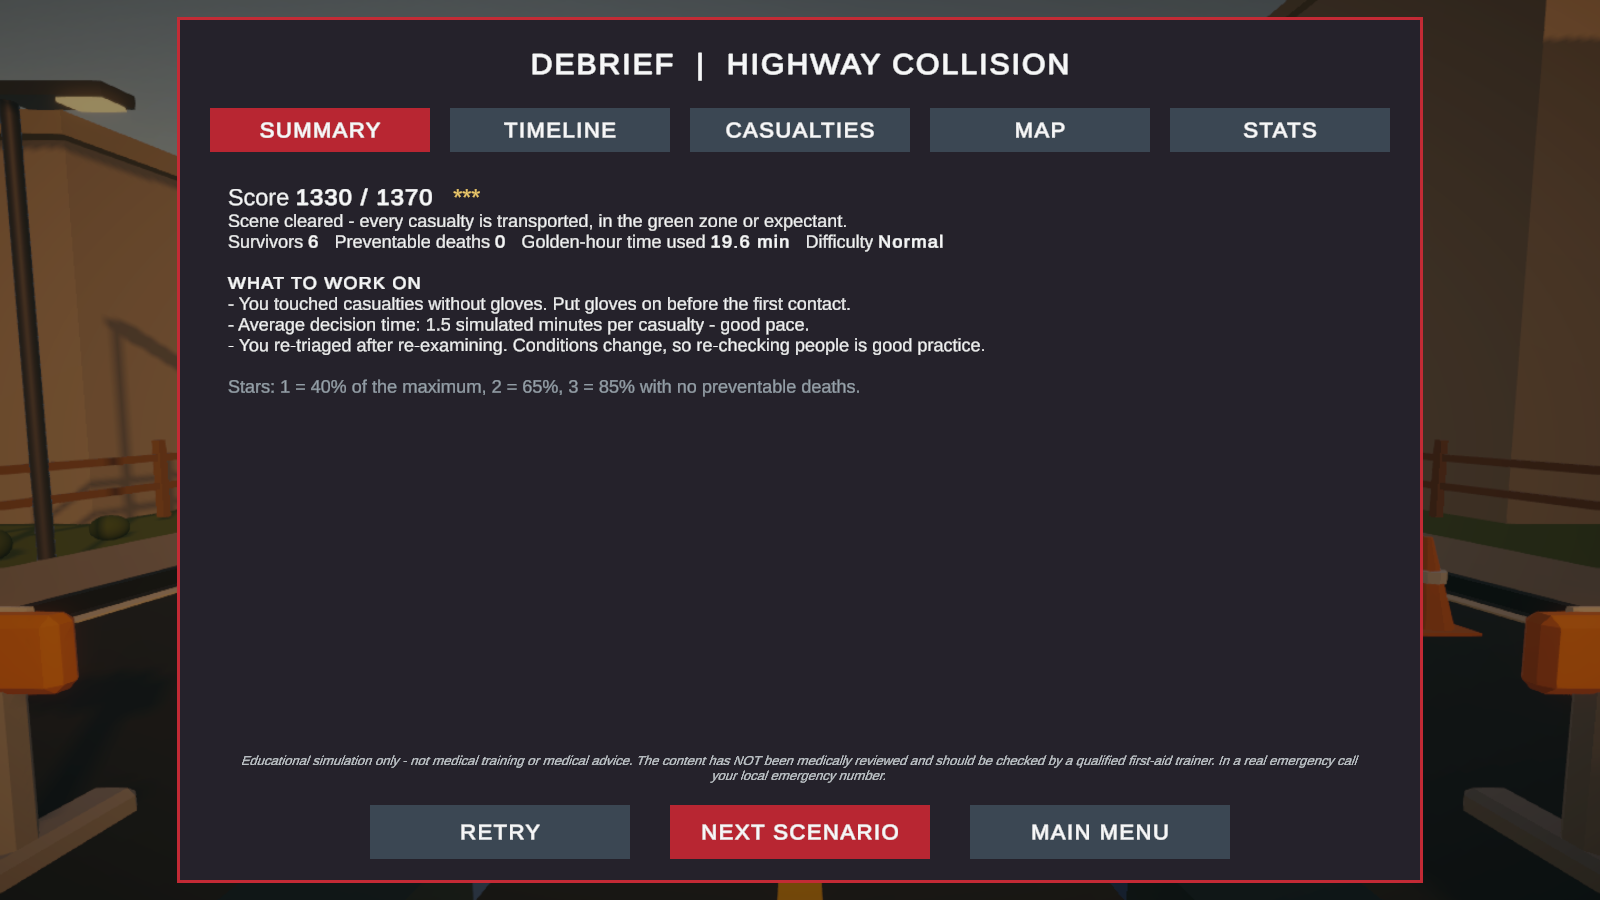 DEBRIEF | HIGHWAY COLLISION
SUMMARY
TIMELINE
CASUALTIES
MAP
STATS
Score 1330 / 1370 ***
Scene cleared - every casualty is transported, in the green zone or expectant.
Survivors 6 Preventable deaths 0 Golden-hour time used 19.6 min Difficulty Normal
WHAT TO WORK ON
- You touched casualties without gloves. Put gloves on before the first contact.
- Average decision time: 1.5 simulated minutes per casualty - good pace.
- You re-triaged after re-examining. Conditions change, so re-checking people is good practice.
Stars: 1 = 40% of the maximum, 2 = 65%, 3 = 85% with no preventable deaths.
Educational simulation only - not medical training or medical advice. The content has NOT been medically reviewed and should be checked by a qualified first-aid trainer. In a real emergency call
your local emergency number.
RETRY
NEXT SCENARIO
MAIN MENU